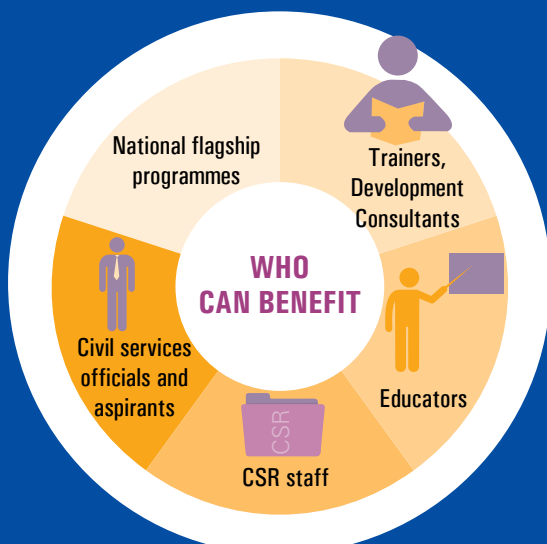 WHO
CAN BENEFIT
National flagship
programmes
Trainers,
Development
Consultants
Educators
CSR
CSR staff
Civil services
officials and
aspirants